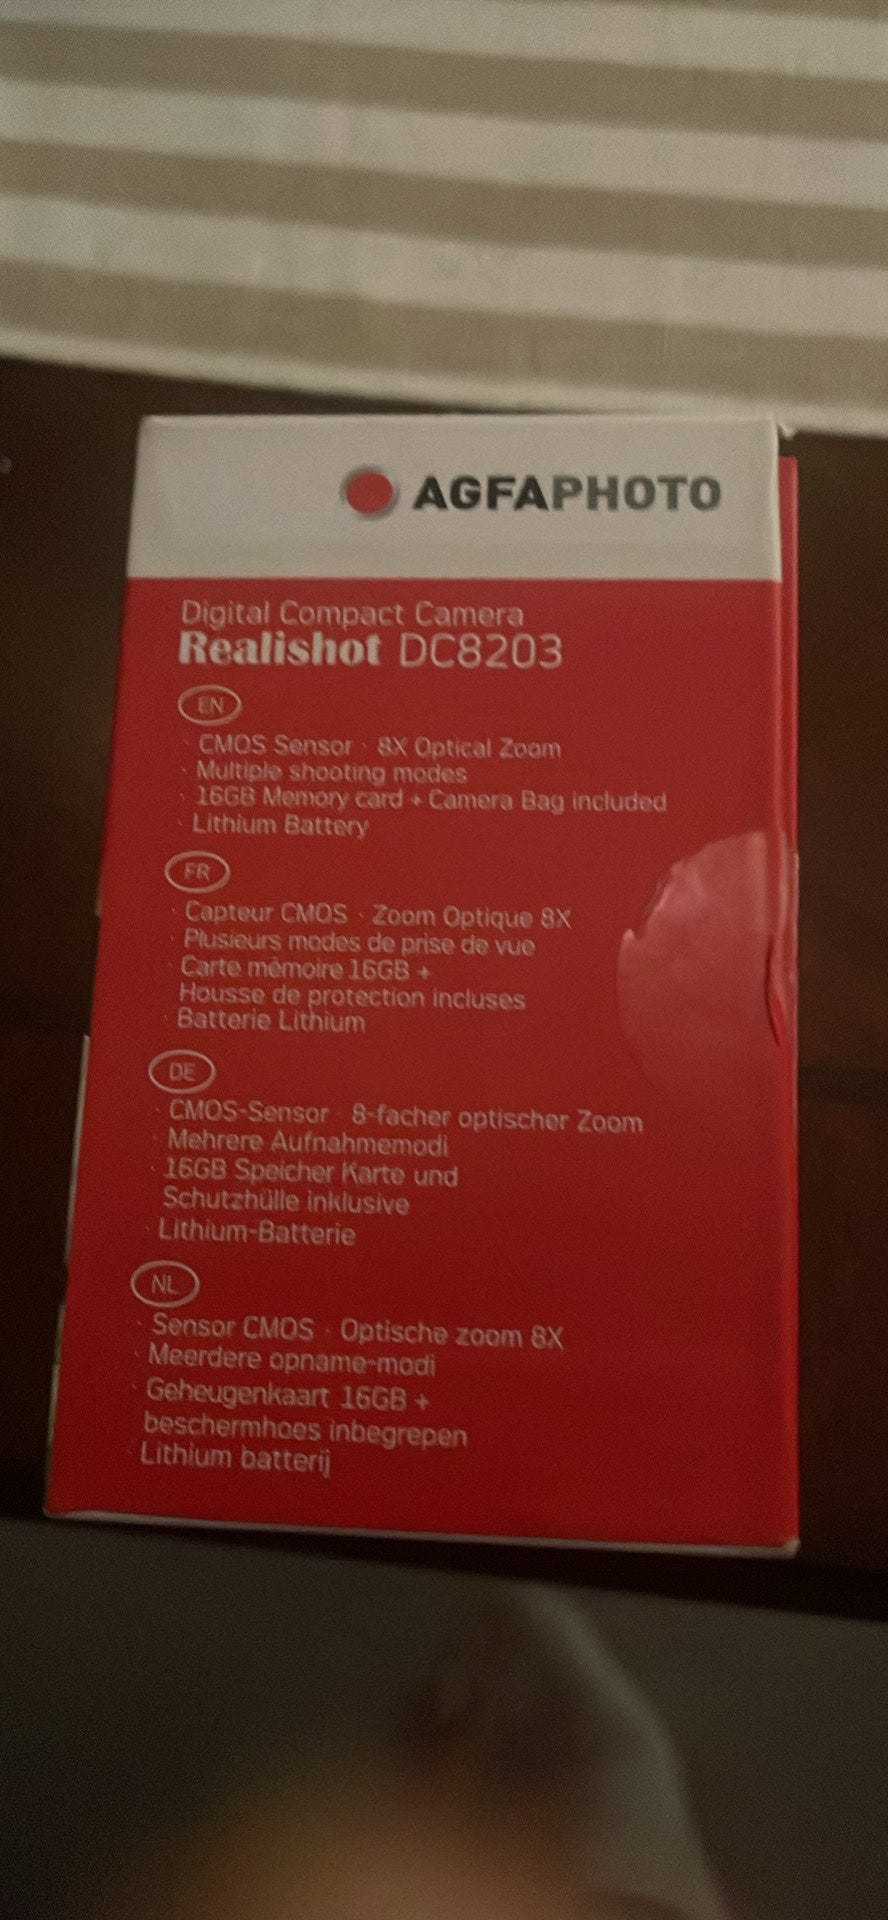 AGFAPHOTO
Digital Compact Camera
Realishot DC8203
EN
· CMOS Sensor · 8X Optical Zoom
· Multiple shooting modes
· 16GB Memory card + Camera Bag included
· Lithium Battery
FR
· Capteur CMOS · Zoom Optique 8X
· Plusieurs modes de prise de vue
· Carte mémoire 16GB +
Housse de protection incluses
· Batterie Lithium
DE
· CMOS-Sensor · 8-facher optischer Zoom
· Mehrere Aufnahmemodi
· 16GB Speicher Karte und
Schutzhülle inklusive
· Lithium-Batterie
NL
· Sensor CMOS · Optische zoom 8X
· Meerdere opname-modi
· Geheugenkaart 16GB +
beschermhoes inbegrepen
· Lithium batterij